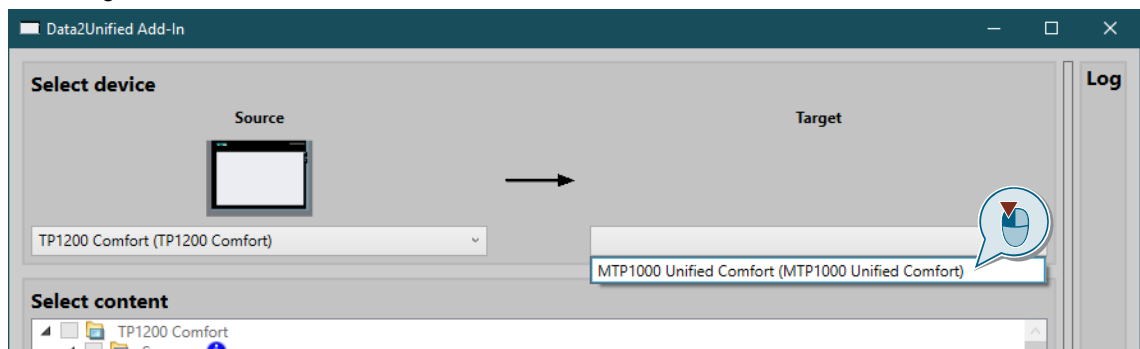 Data2Unified Add-In
Select device
Log
Source
Target
TP1200 Comfort (TP1200 Comfort)
MTP1000 Unified Comfort (MTP1000 Unified Comfort)
Select content
TP1200 Comfort